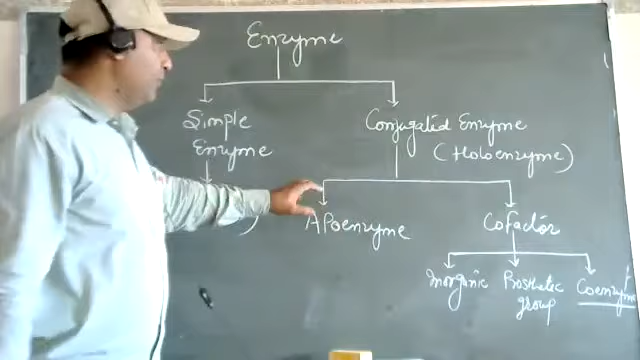 Enzyme
Simple
Enzyme
Conjugated Enzyme
(Holoenzyme)
Apoenzyme
Cofactor
Inorganic
Prosthetic
group
Coenzyme